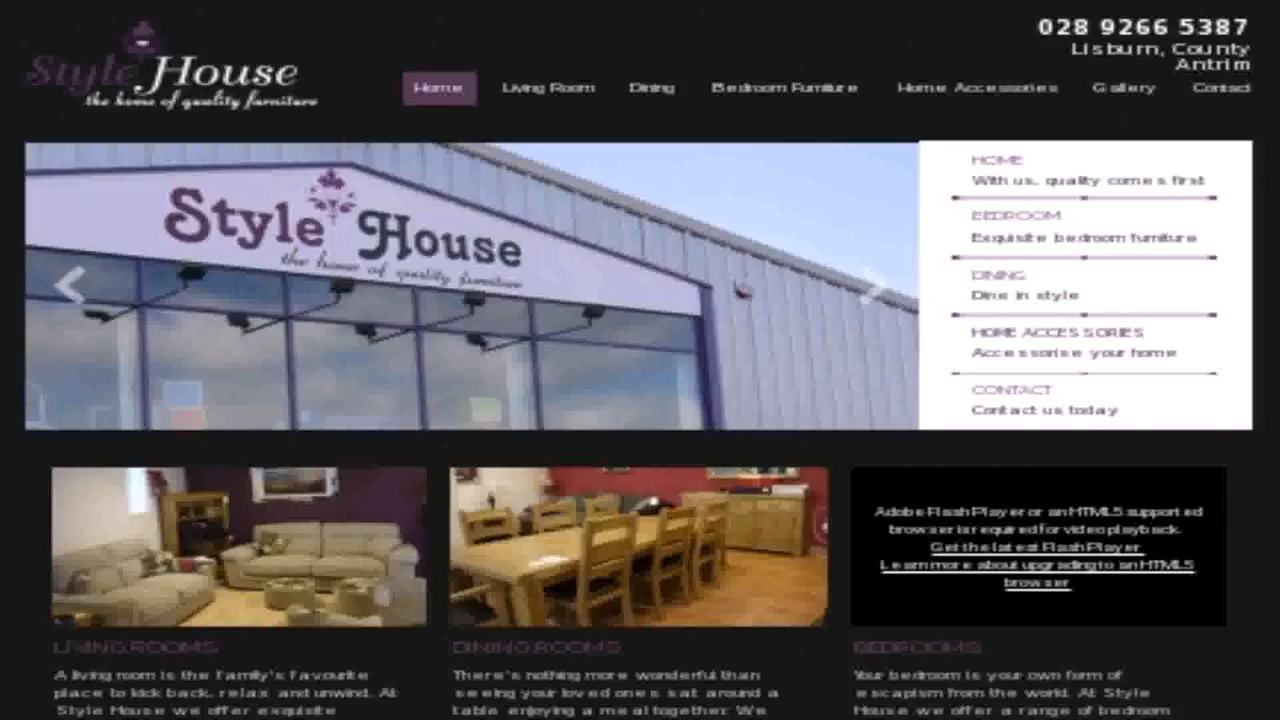 Style House
the home of quality furniture
028 9266 5387
Lisburn, County
Antrim
Home Living Room Dining Bedroom Furniture Home Accessories Gallery Contact
Style House
the home of quality furniture
HOME
With us, quality comes first
BEDROOM
Exquisite bedroom furniture
DINING
Dine in style
HOME ACCESSORIES
Accessorise your home
CONTACT
Contact us today
Adobe Flash Player or an HTML5 supported
browser is required for video playback.
Get the latest Flash Player
Learn more about upgrading to an HTML5
browser
LIVING ROOMS
A living room is the family's favourite
place to kick back, relax and unwind. At
Style House we offer exquisite
DINING ROOMS
There's nothing more wonderful than
seeing your loved ones sat around a
table enjoying a meal together. We
BEDROOMS
Your bedroom is your own form of
escapism from the world. At Style
House we offer a range of bedroom